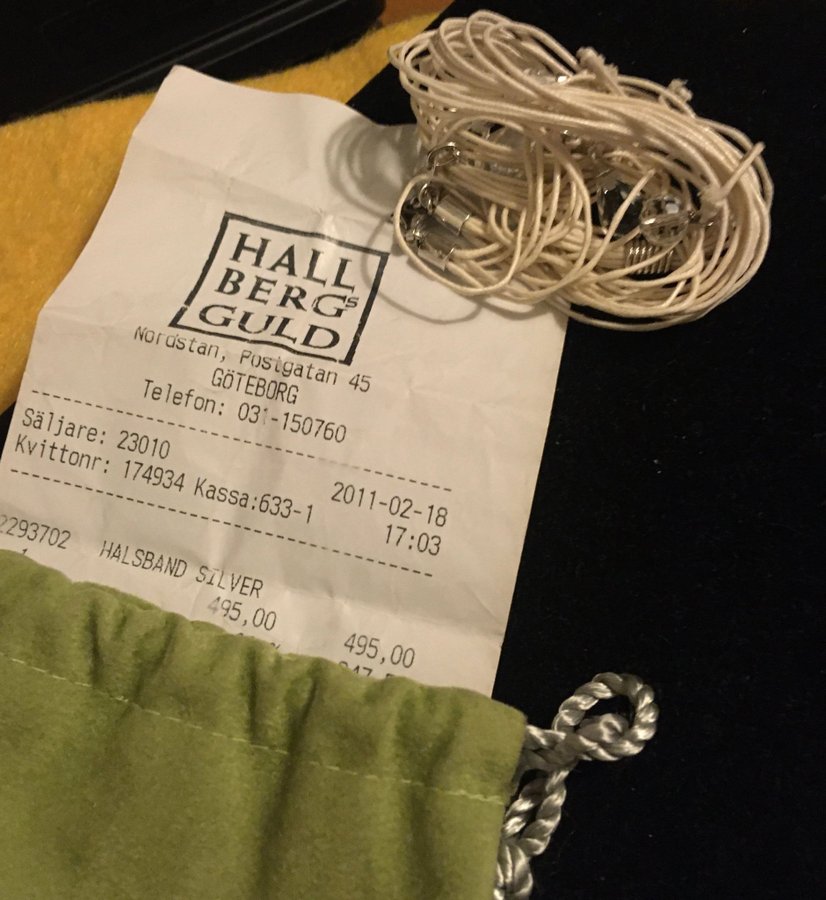 HALL
BERGS
GULD
Nordstan, Postgatan 45
GÖTEBORG
Telefon: 031-150760
Säljare: 23010 2011-02-18
Kvittonr: 174934 Kassa:633-1 17:03
2293702 HALSBAND SILVER
1 495,00 495,00